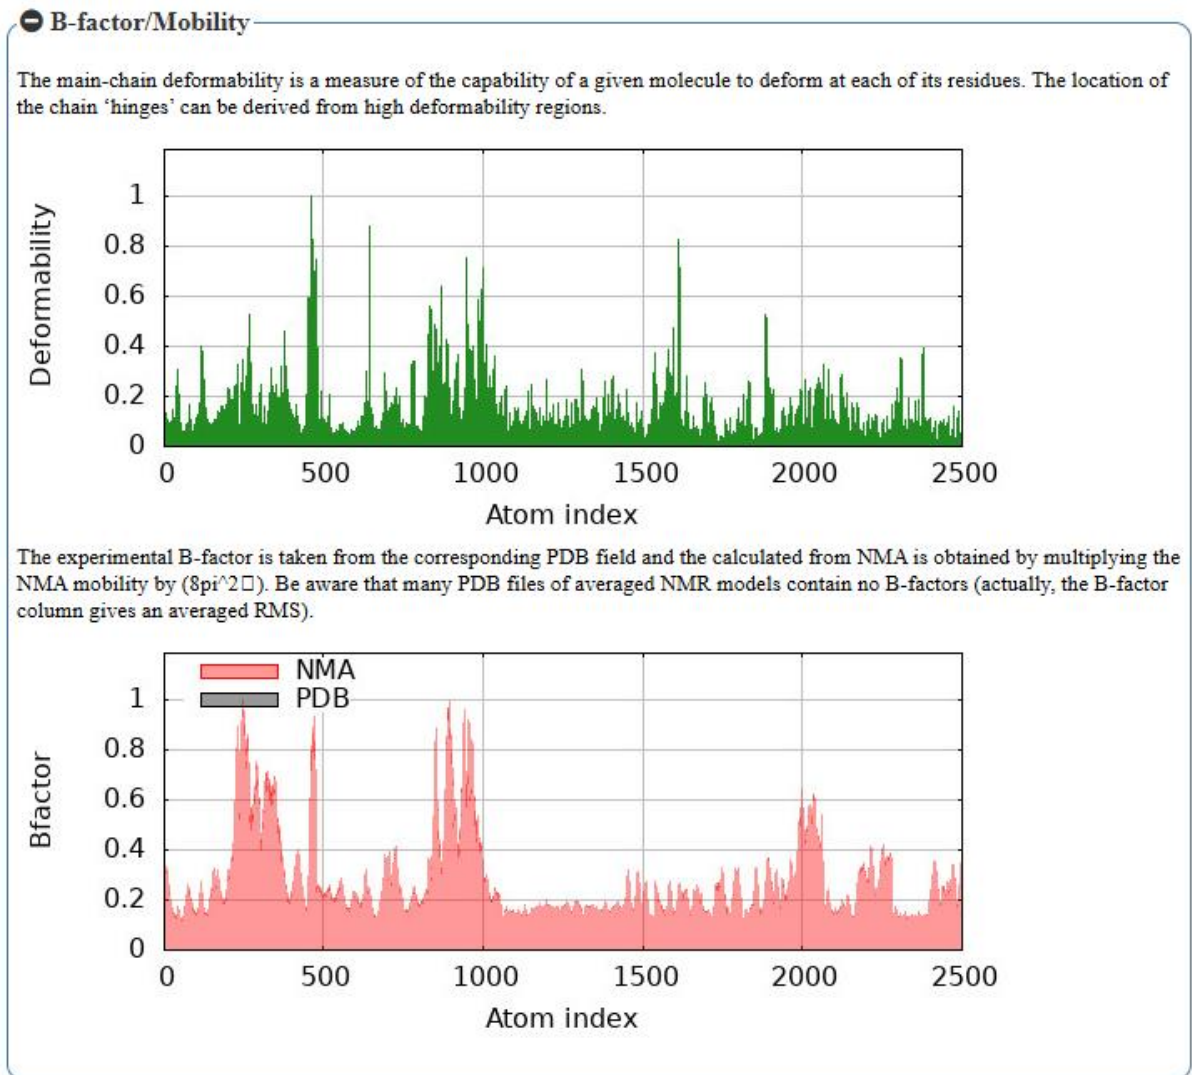 B-factor/Mobility
The main-chain deformability is a measure of the capability of a given molecule to deform at each of its residues. The location of
the chain ‘hinges’ can be derived from high deformability regions.
1
0.8
0.6
0.4
0.2
0
Deformability
0 500 1000 1500 2000 2500
Atom index
The experimental B-factor is taken from the corresponding PDB field and the calculated from NMA is obtained by multiplying the
NMA mobility by (8pi^2□). Be aware that many PDB files of averaged NMR models contain no B-factors (actually, the B-factor
column gives an averaged RMS).
NMA
PDB
1
0.8
0.6
0.4
0.2
0
Bfactor
0 500 1000 1500 2000 2500
Atom index